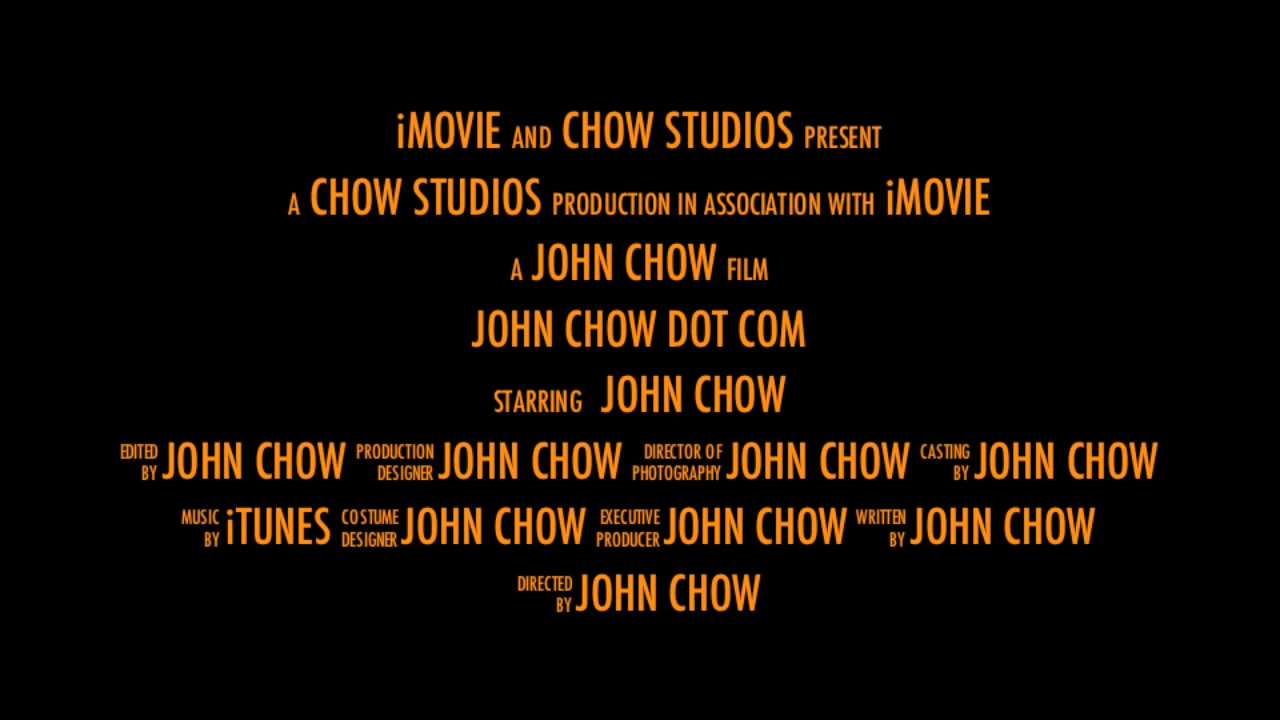 iMOVIE AND CHOW STUDIOS PRESENT
A CHOW STUDIOS PRODUCTION IN ASSOCIATION WITH iMOVIE
A JOHN CHOW FILM
JOHN CHOW DOT COM
STARRING JOHN CHOW
EDITED BY JOHN CHOW PRODUCTION DESIGNER JOHN CHOW DIRECTOR OF PHOTOGRAPHY JOHN CHOW CASTING BY JOHN CHOW
MUSIC BY iTUNES COSTUME DESIGNER JOHN CHOW EXECUTIVE PRODUCER JOHN CHOW WRITTEN BY JOHN CHOW
DIRECTED BY JOHN CHOW